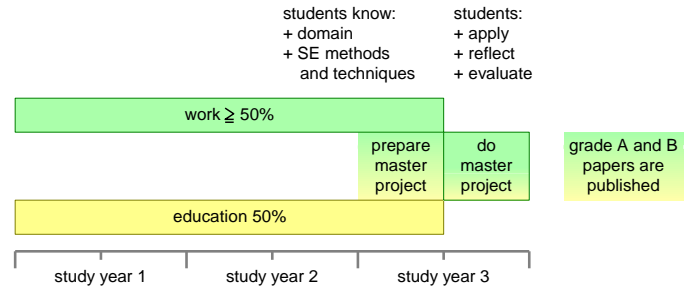 students know:
+ domain
+ SE methods
and techniques
students:
+ apply
+ reflect
+ evaluate
work ≧ 50%
prepare
master
project
do
master
project
grade A and B
papers are
published
education 50%
study year 1
study year 2
study year 3